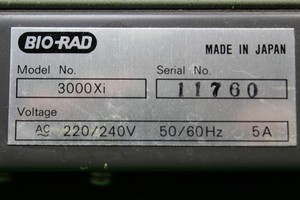 BIO-RAD
MADE IN JAPAN
Model No. Serial No.
3000Xi 11760
Voltage
AC 220/240V 50/60Hz 5A